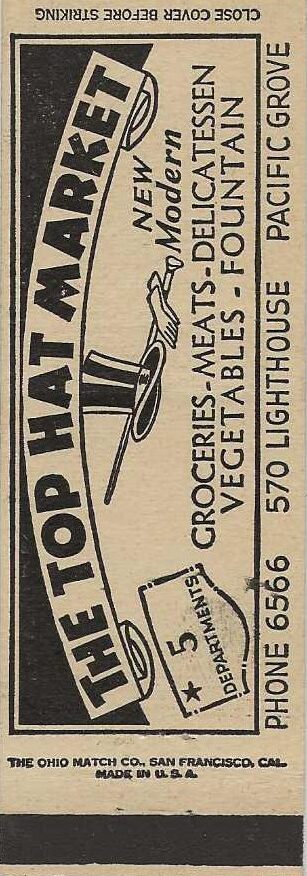 CLOSE COVER BEFORE STRIKING
THE TOP HAT MARKET
NEW
Modern
GROCERIES-MEATS-DELICATESSEN
VEGETABLES-FOUNTAIN
★ 5
DEPARTMENTS!
PHONE 6566 570 LIGHTHOUSE PACIFIC GROVE
THE OHIO MATCH CO., SAN FRANCISCO, CAL.
MADE IN U. S. A.